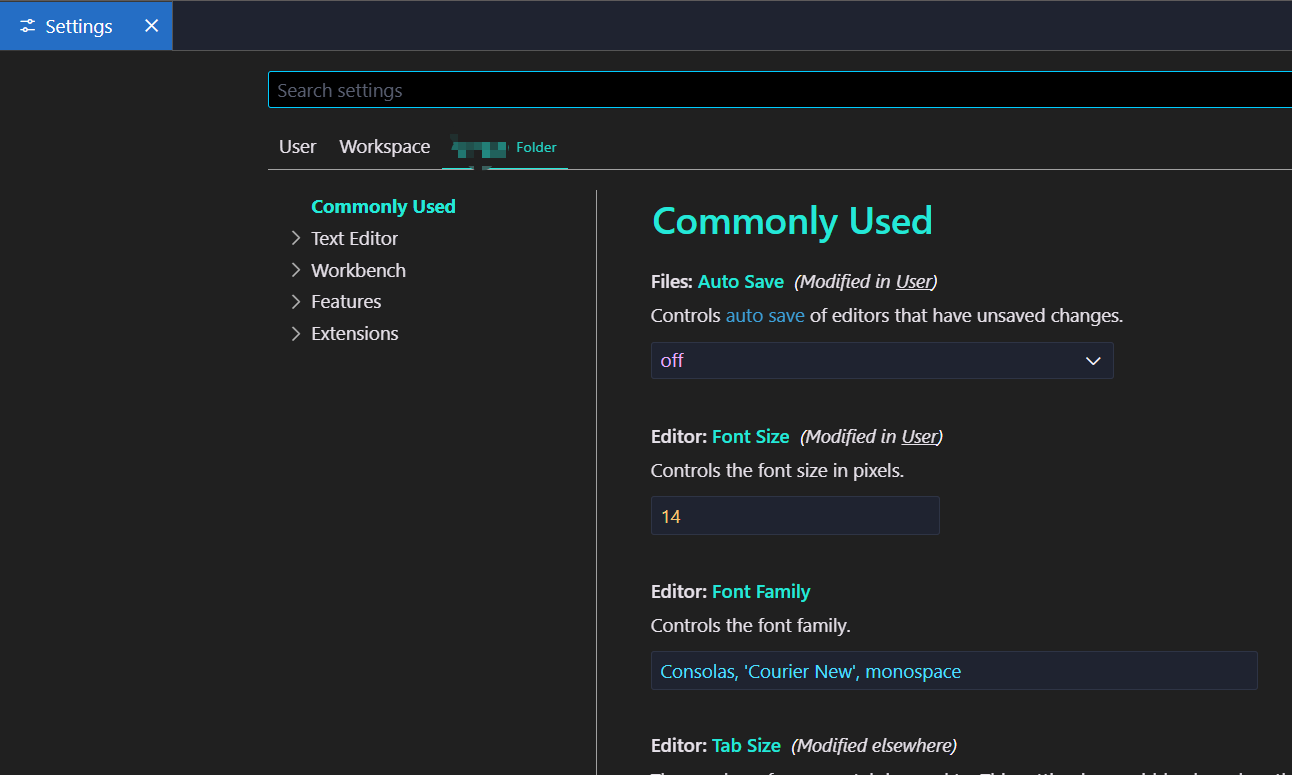 Settings
Search settings
User Workspace Folder
Commonly Used
Text Editor
Workbench
Features
Extensions
Commonly Used
Files: Auto Save (Modified in User)
Controls auto save of editors that have unsaved changes.
off
Editor: Font Size (Modified in User)
Controls the font size in pixels.
14
Editor: Font Family
Controls the font family.
Consolas, 'Courier New', monospace
Editor: Tab Size (Modified elsewhere)